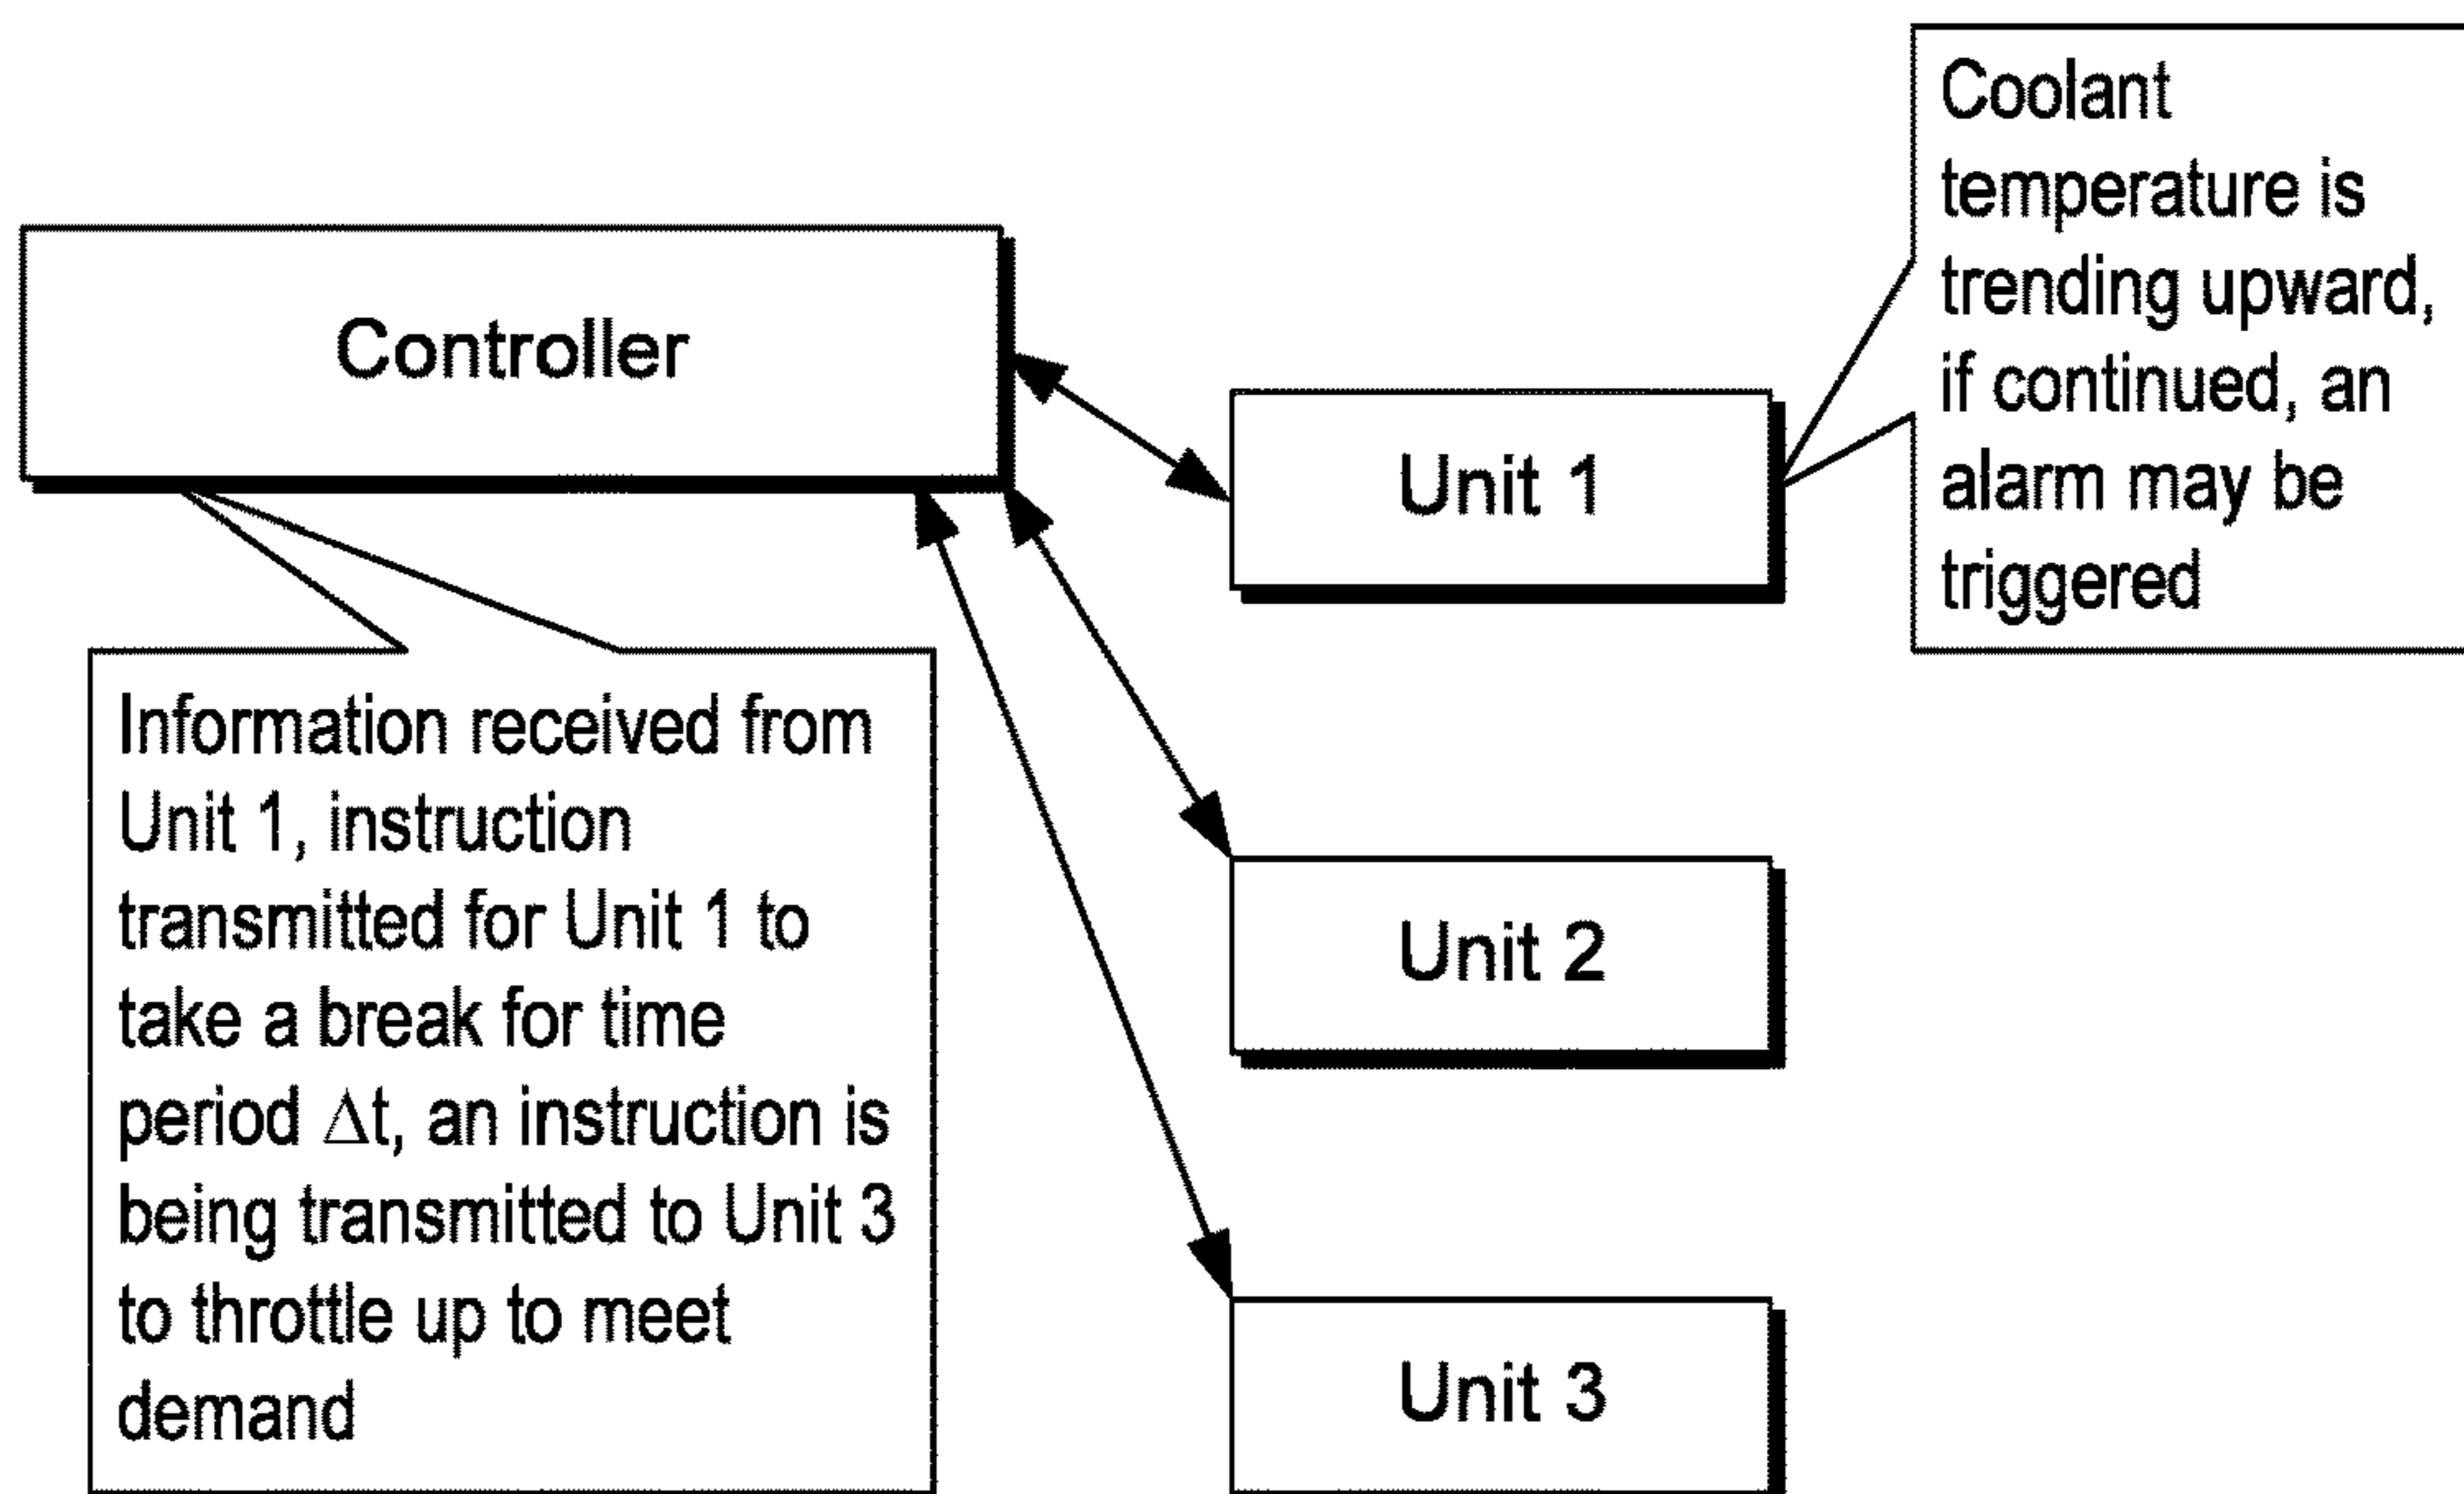 Coolant
temperature is
trending upward,
if continued, an
alarm may be
triggered
Controller
Unit 1
Information received from
Unit 1, instruction
transmitted for Unit 1 to
take a break for time
period Δt, an instruction is
being transmitted to Unit 3
to throttle up to meet
demand
Unit 2
Unit 3